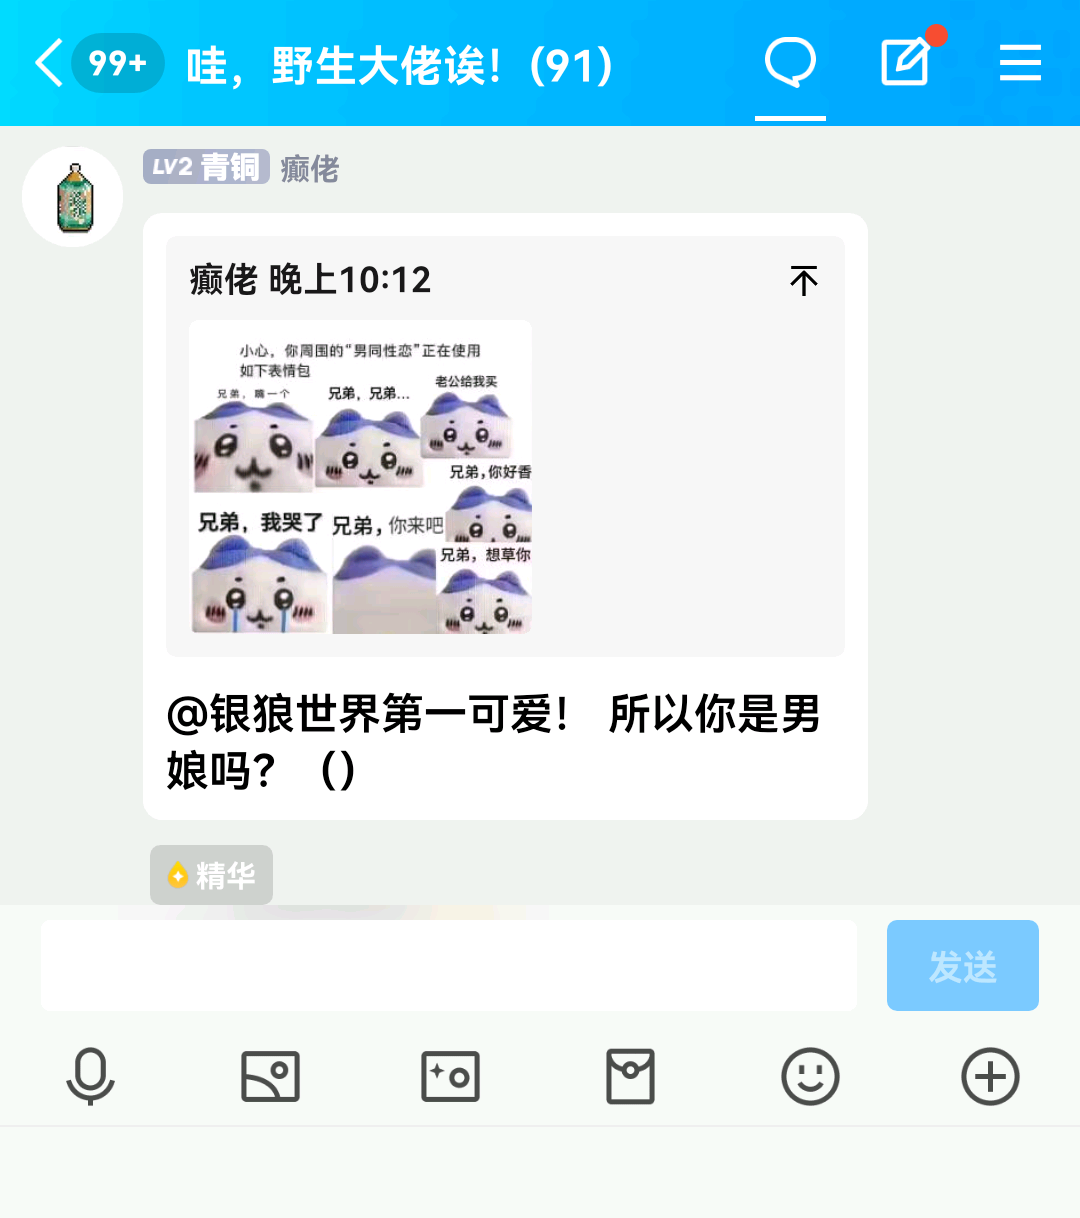 99+
哇，野生大佬诶！(91)
LV2 青铜 癫佬
癫佬 晚上10:12
小心，你周围的“男同性恋”正在使用
如下表情包
兄弟，嘴一个
兄弟，兄弟...
老公给我买
兄弟，你好香
兄弟，我哭了
兄弟，你来吧
兄弟，想草你
@银狼世界第一可爱！ 所以你是男
娘吗？（）
精华
发送